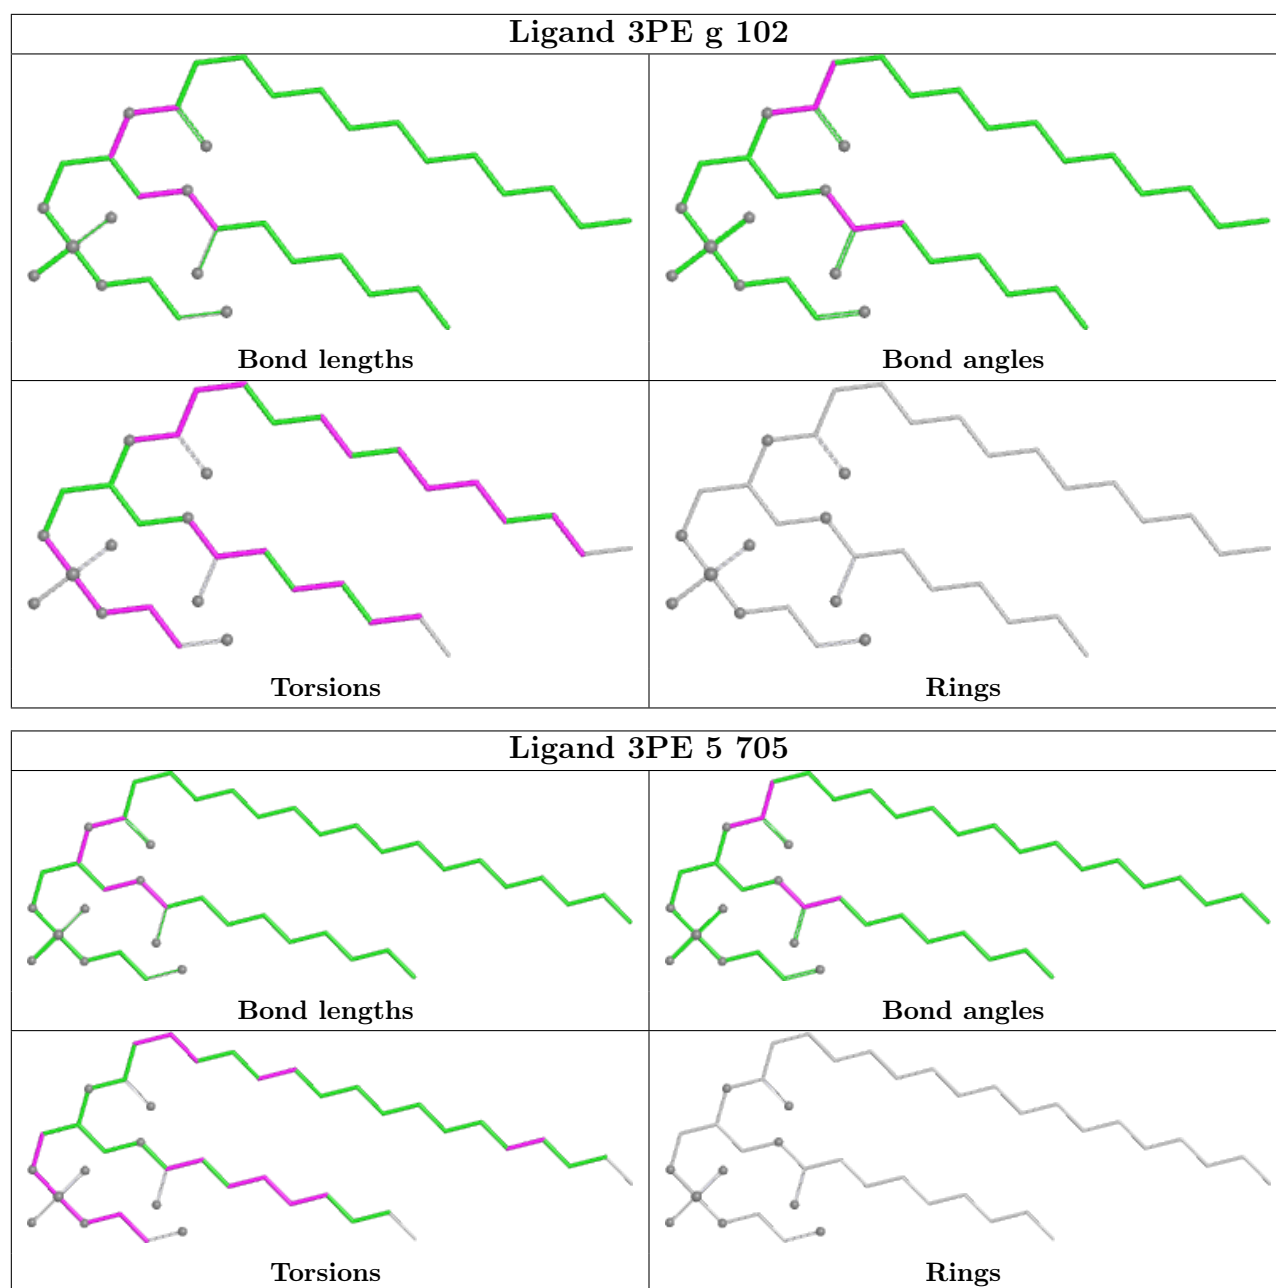 Ligand 3PE g 102
Bond lengths
Bond angles
Torsions
Rings
Ligand 3PE 5 705
Bond lengths
Bond angles
Torsions
Rings